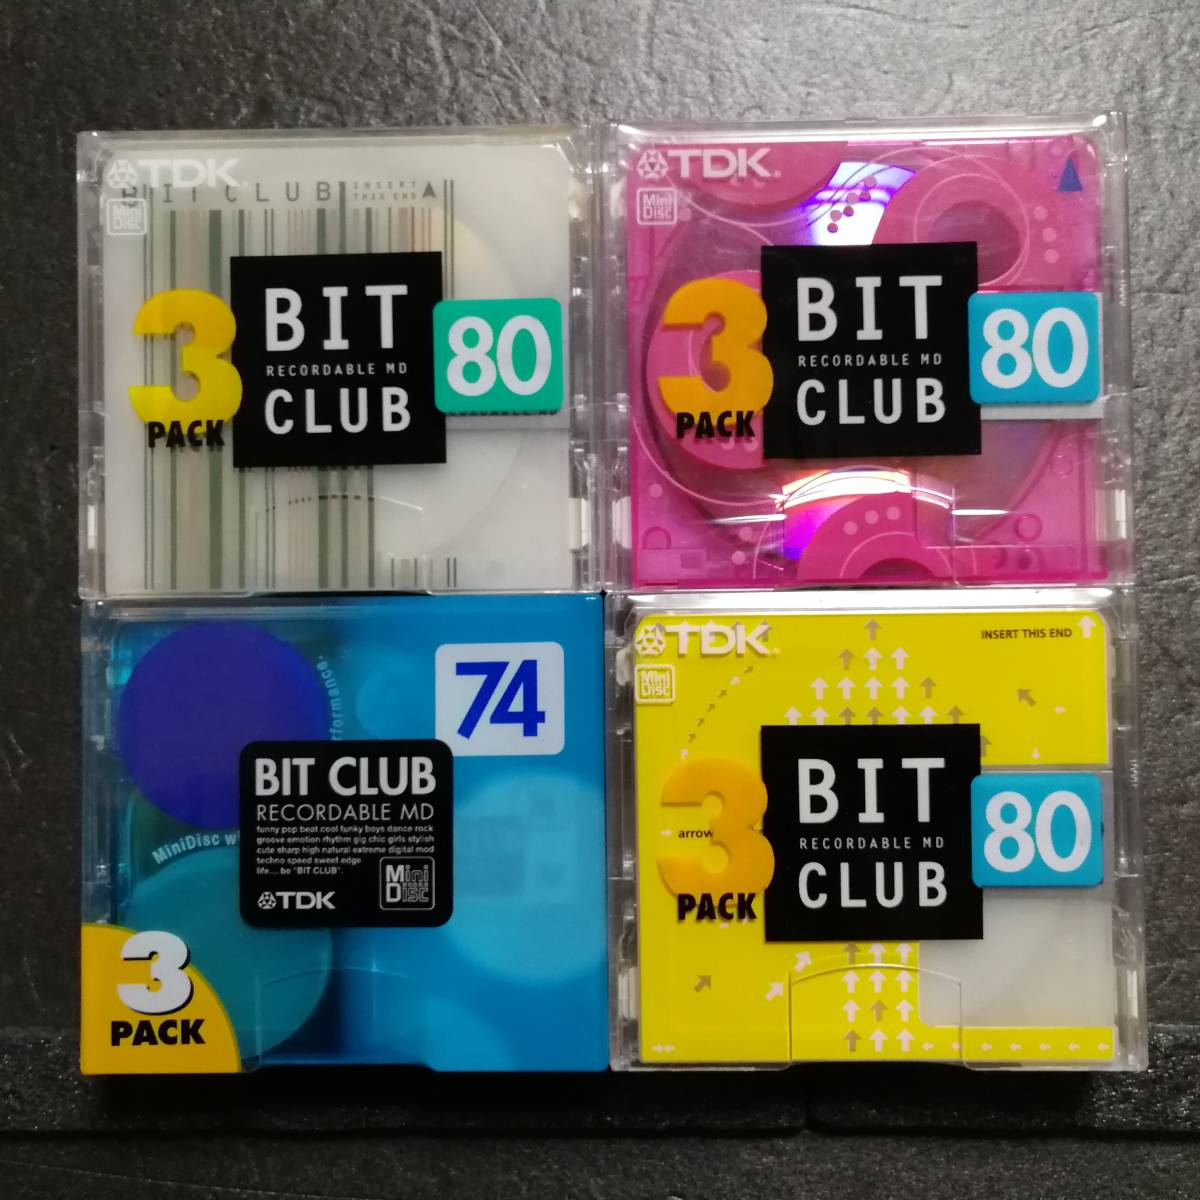 TDK
BIT CLUB
INSERT
THIS END
Mini
Disc
3
PACK
BIT
RECORDABLE MD
CLUB
80
TDK
Mini
Disc
3
PACK
BIT
RECORDABLE MD
CLUB
80
74
MiniDisc
BIT CLUB
RECORDABLE MD
funny pop beat cool funky boys dance rock
groove emotion rhythm gig chic girls stylish
cute sharp high natural extreme digital mod
techno speed sweet edge
life.... be "BIT CLUB".
TDK
Mini
Disc
3
PACK
TDK
INSERT THIS END
Mini
Disc
arrow
3
PACK
BIT
RECORDABLE MD
CLUB
80